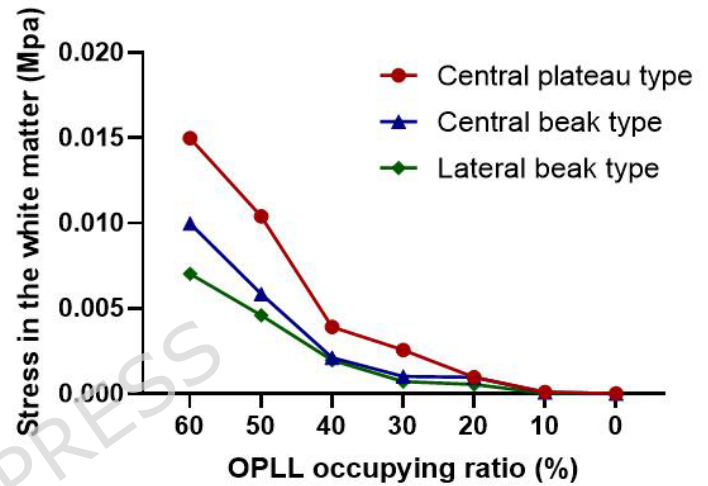 Stress in the white matter (Mpa)
0.020
0.015
0.010
0.005
0.000
Central plateau type
Central beak type
Lateral beak type
60 50 40 30 20 10 0
OPLL occupying ratio (%)
PRESS